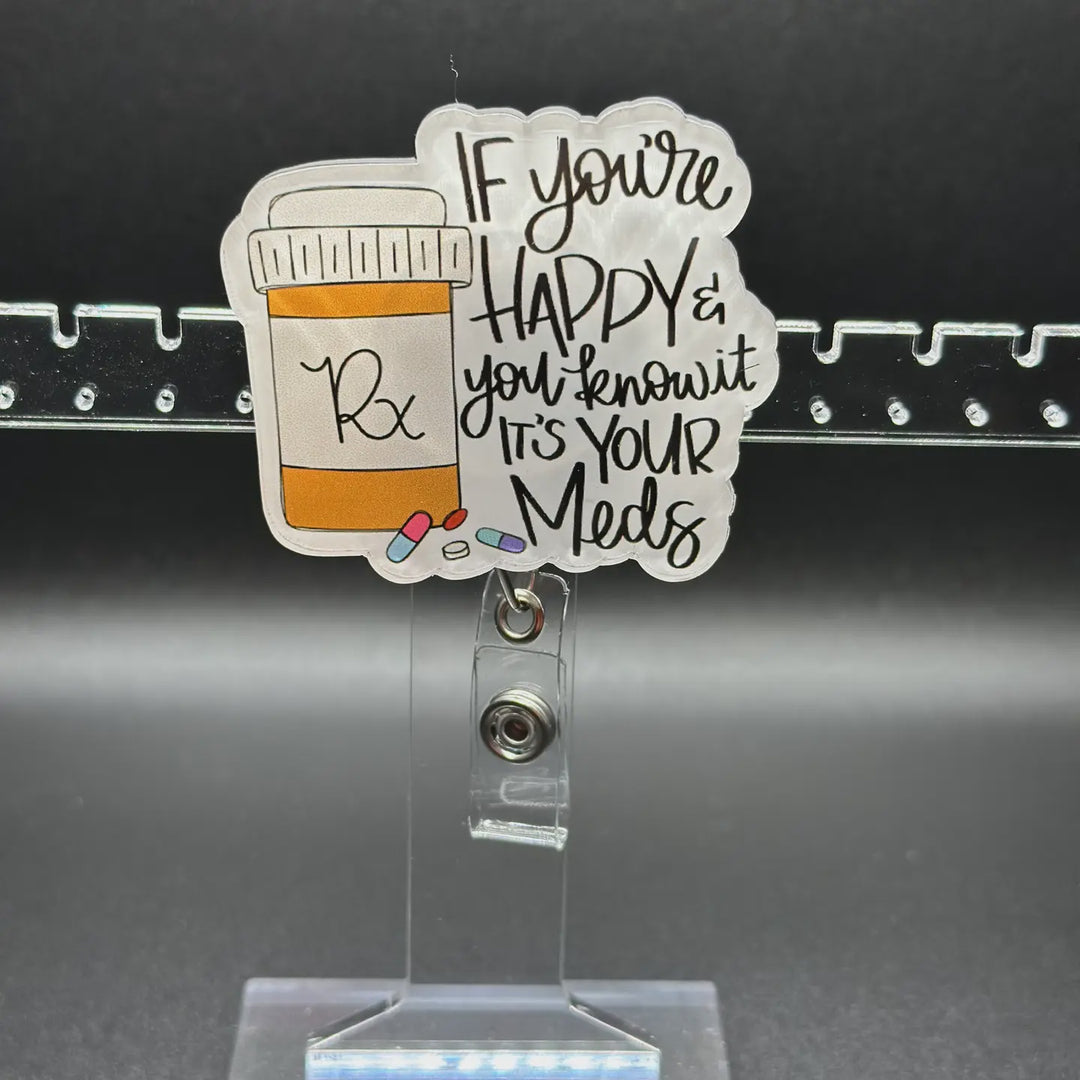 Rx
IF you're
HAPPY &
you know it
IT'S YOUR
Meds